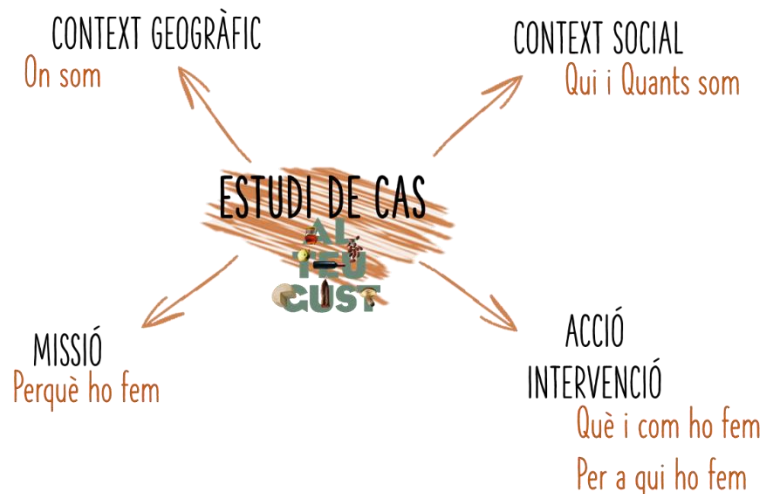 CONTEXT GEOGRÀFIC
On som
CONTEXT SOCIAL
Qui i Quants som
ESTUDI DE CAS
AL
TEU
GUST
MISSIÓ
Perquè ho fem
ACCIÓ
INTERVENCIÓ
Què i com ho fem
Per a qui ho fem